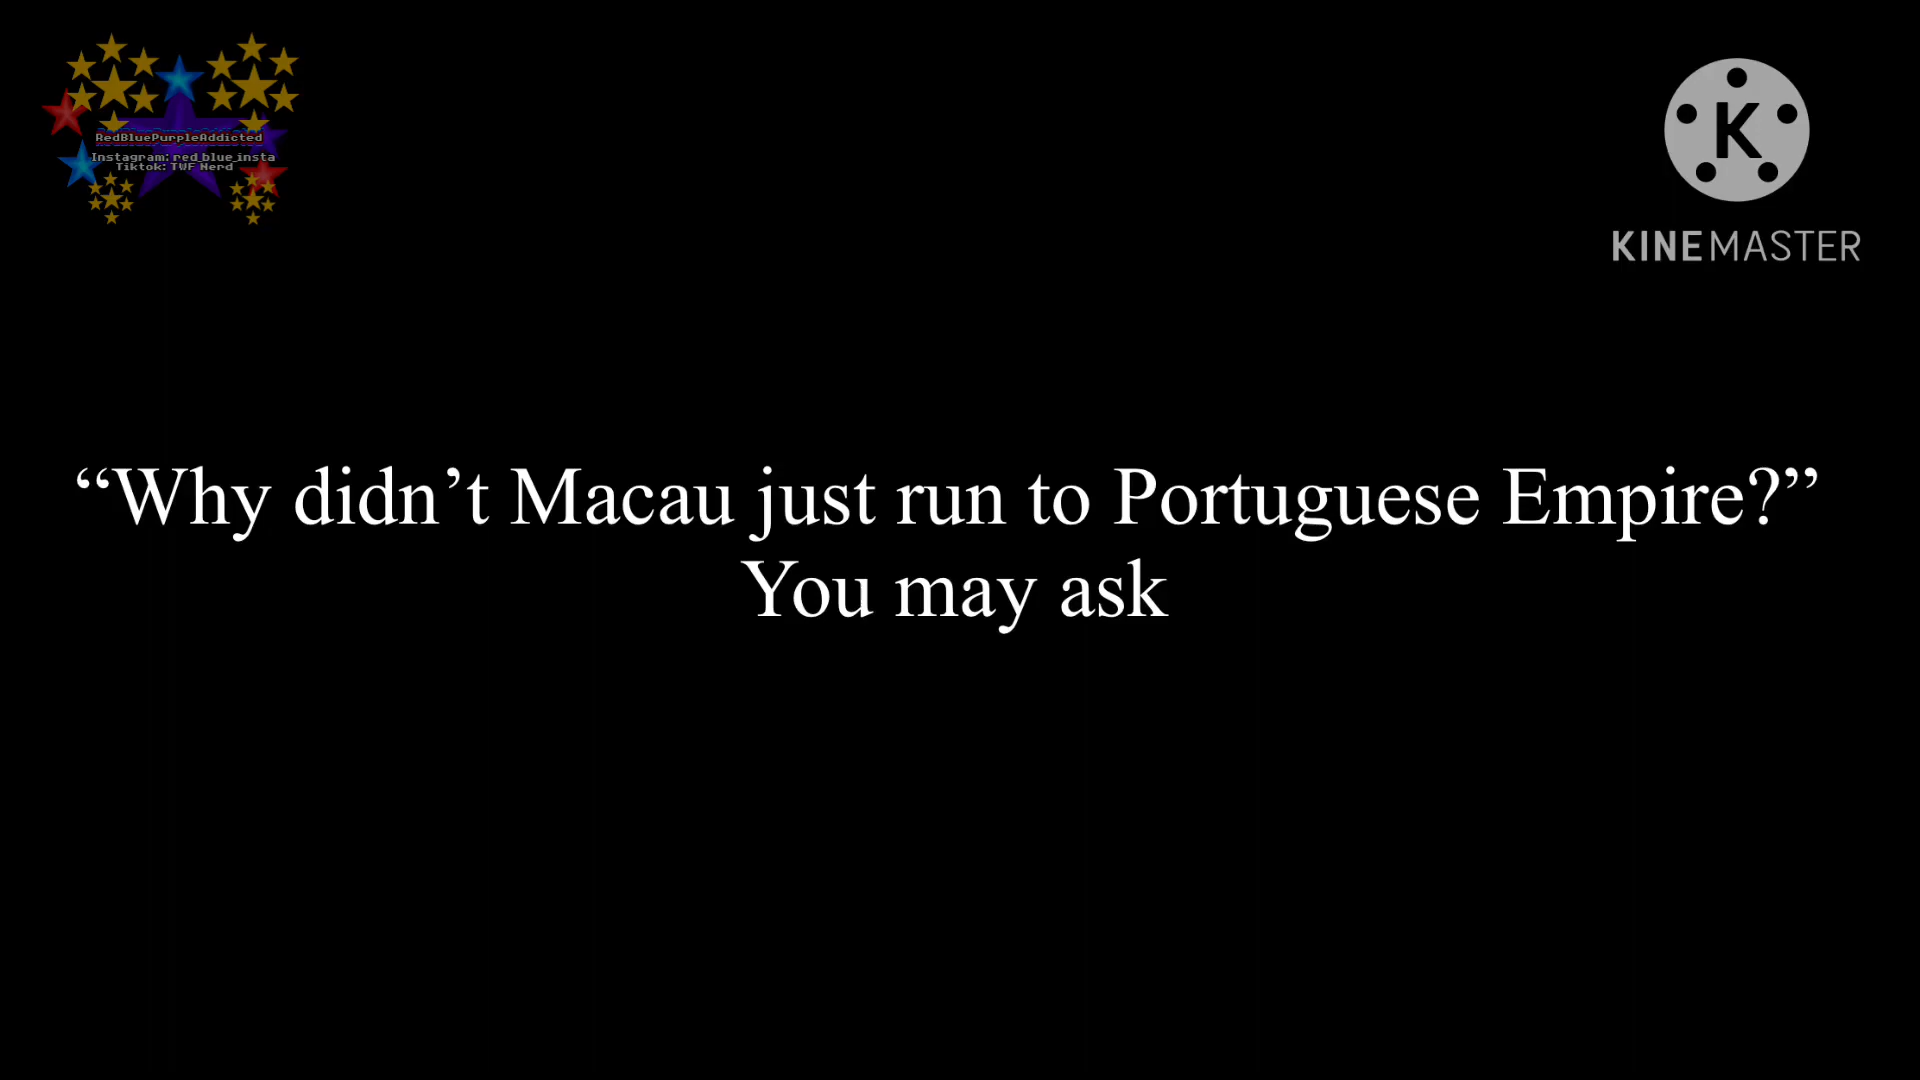 RedBluePurpleAddicted
Instagram: red_blue_insta
Tiktok: TWF Nerd
K
KINEMASTER
“Why didn’t Macau just run to Portuguese Empire?”
You may ask